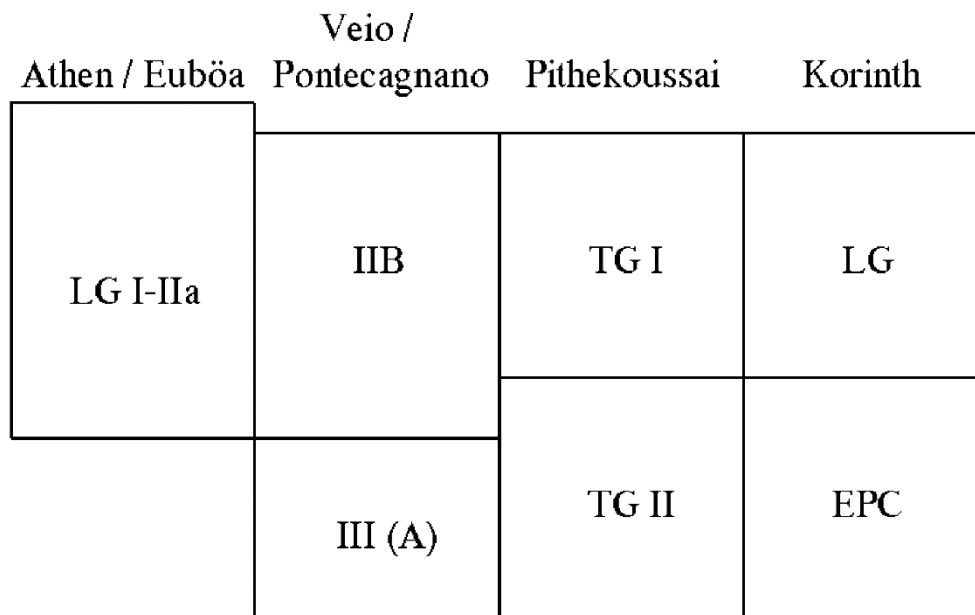 Veio /
Athen / Euböa Pontecagnano Pithekoussai Korinth
IIB TG I LG
LG I-IIa
TG II EPC
III (A)